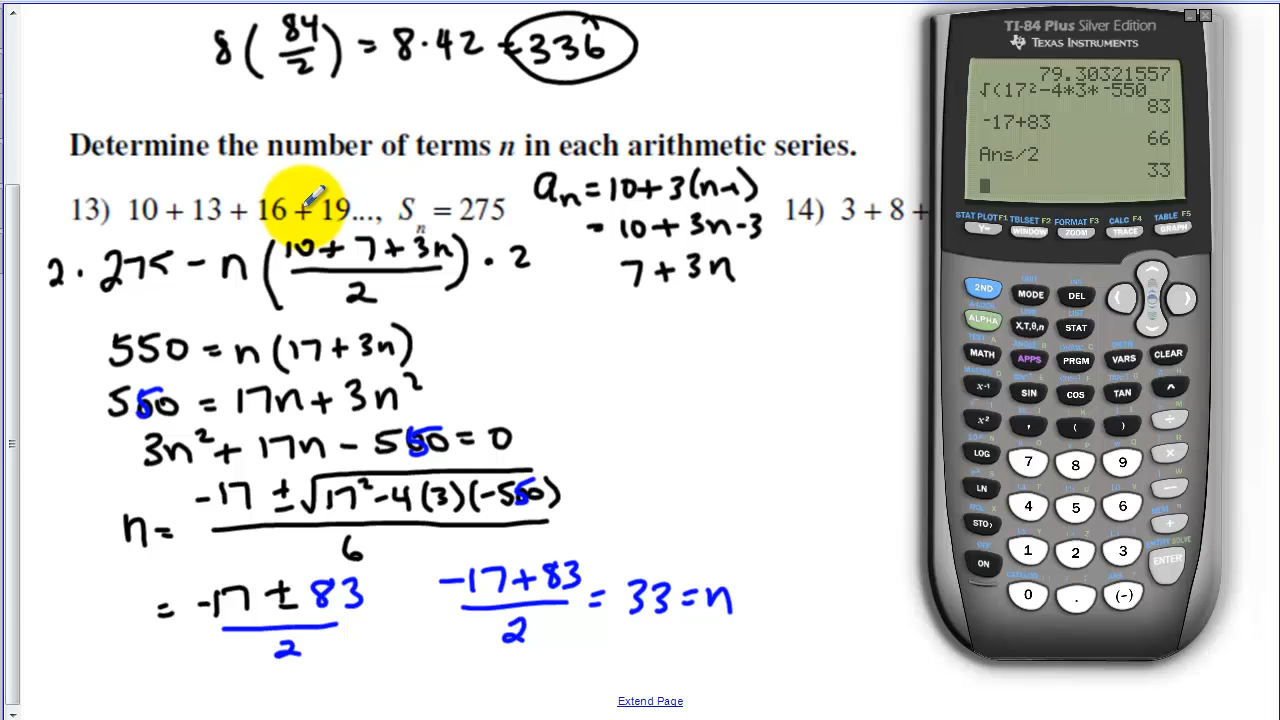 8 ( 84/2 ) = 8·42 = 336
Determine the number of terms n in each arithmetic series.
13) 10 + 13 + 16 + 19..., Sn = 275
14) 3 + 8 +
an = 10 + 3(n-1)
= 10 + 3n - 3
7 + 3n
2 · 275 - n ( 10 + 7 + 3n / 2 ) · 2
550 = n (17 + 3n)
550 = 17n + 3n²
3n² + 17n - 550 = 0
n = -17 ± √17² - 4 (3)(-550) / 6
= -17 ± 83 / 2
-17 + 83 / 2 = 33 = n
Extend Page
TI-84 Plus Silver Edition
TEXAS INSTRUMENTS
79.30321557
√(17²-4*3*-550
83
-17+83
66
Ans/2
33
STAT PLOT F1 TBLSET F2 FORMAT F3 CALC F4 TABLE F5
Y= WINDOW ZOOM TRACE GRAPH
2ND MODE DEL
ALPHA X,T,θ,n STAT
MATH APPS PRGM VARS CLEAR
x-1 SIN COS TAN ^
x² , ( ) ÷
LOG 7 8 9 ×
LN 4 5 6 −
STO› 1 2 3 +
ON 0 . (-) ENTER